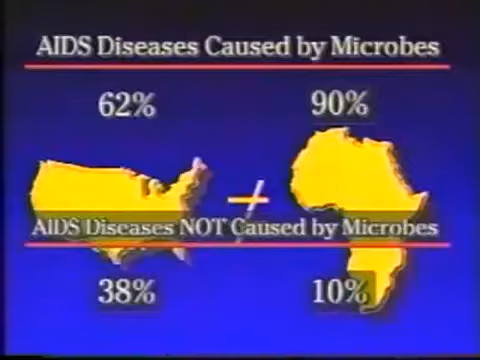 AIDS Diseases Caused by Microbes
62% 90%
AIDS Diseases NOT Caused by Microbes
38% 10%